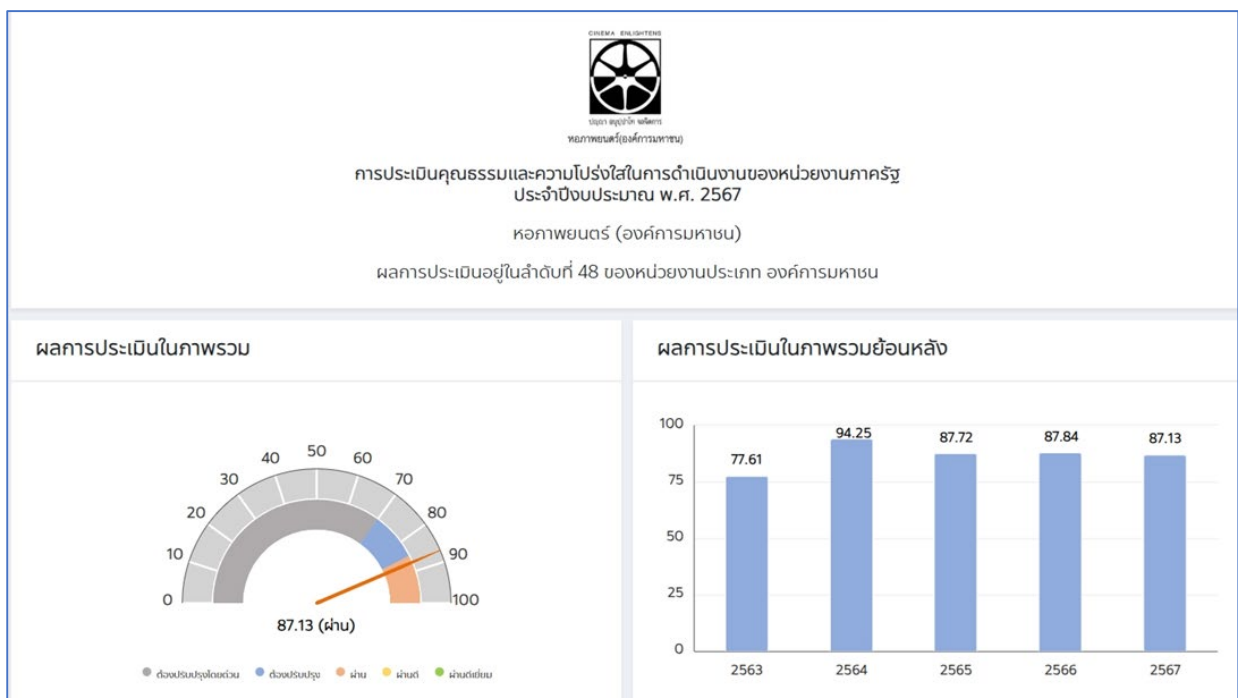 CINEMA ENLIGHTENS
หอภาพยนตร์(องค์การมหาชน)
การประเมินคุณธรรมและความโปร่งใสในการดำเนินงานของหน่วยงานภาครัฐ
ประจำปีงบประมาณ พ.ศ. 2567
หอภาพยนตร์ (องค์การมหาชน)
ผลการประเมินอยู่ในลำดับที่ 48 ของหน่วยงานประเภท องค์การมหาชน
ผลการประเมินในภาพรวม
0
10
20
30
40
50
60
70
80
90
100
87.13 (ผ่าน)
ต้องปรับปรุงโดยด่วน ต้องปรับปรุง ผ่าน ผ่านดี ผ่านดีเยี่ยม
ผลการประเมินในภาพรวมย้อนหลัง
100
75
50
25
0
77.61
94.25
87.72
87.84
87.13
2563 2564 2565 2566 2567